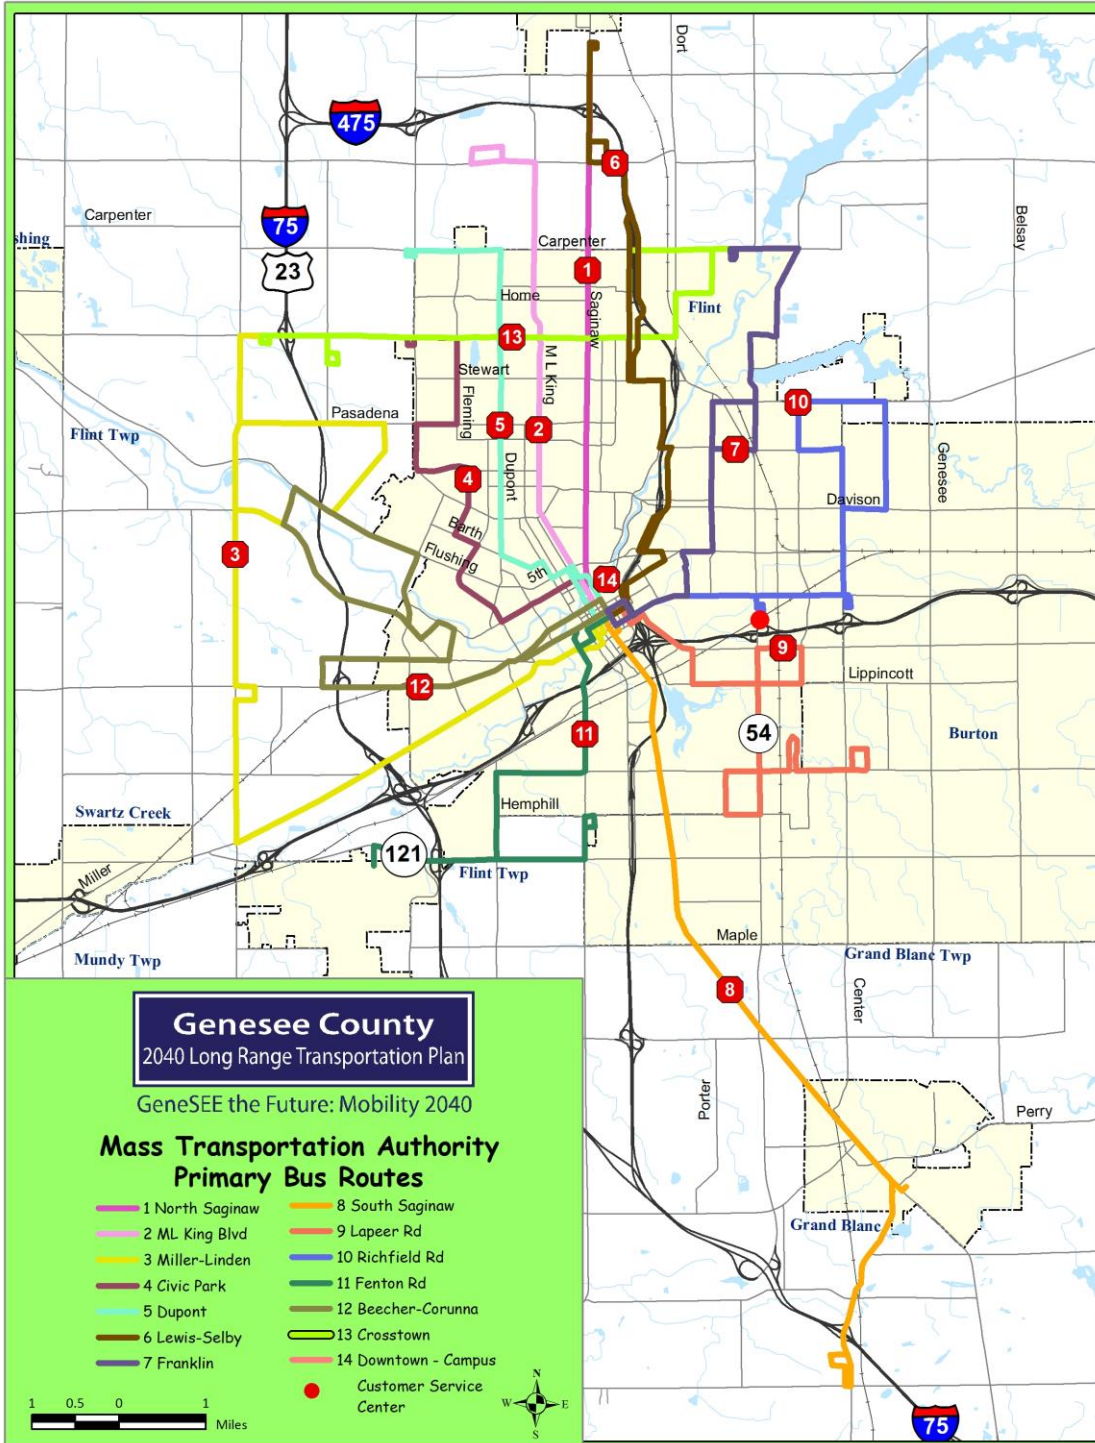 Dort
475
6
Carpenter
75
Belsay
shing
Carpenter
23
1
Home
Saginaw
Flint
13
M L King
Stewart
Fleming
10
Pasadena
5
2
Flint Twp
7
Genesee
4
Dupont
Davison
Barth
3
Flushing
5th
14
9
Lippincott
12
11
54
Burton
Hemphill
Swartz Creek
121
Miller
Flint Twp
Maple
Mundy Twp
Grand Blanc Twp
8
Center
Porter
Perry
Grand Blanc
75
Genesee County
2040 Long Range Transportation Plan
GeneSEE the Future: Mobility 2040
Mass Transportation Authority
Primary Bus Routes
1 North Saginaw
2 ML King Blvd
3 Miller-Linden
4 Civic Park
5 Dupont
6 Lewis-Selby
7 Franklin
8 South Saginaw
9 Lapeer Rd
10 Richfield Rd
11 Fenton Rd
12 Beecher-Corunna
13 Crosstown
14 Downtown - Campus
Customer Service
Center
1 0.5 0 1
Miles
N
W E
S